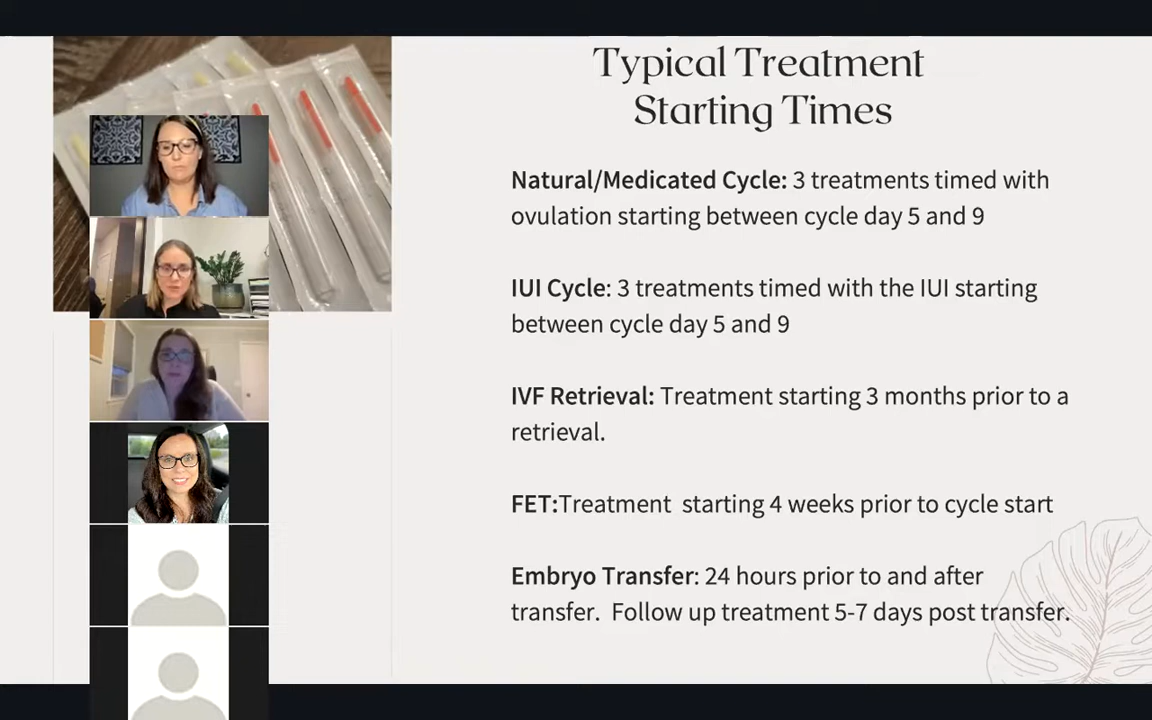 Typical Treatment
Starting Times
Natural/Medicated Cycle: 3 treatments timed with
ovulation starting between cycle day 5 and 9
IUI Cycle: 3 treatments timed with the IUI starting
between cycle day 5 and 9
IVF Retrieval: Treatment starting 3 months prior to a
retrieval.
FET:Treatment  starting 4 weeks prior to cycle start
Embryo Transfer: 24 hours prior to and after
transfer.  Follow up treatment 5-7 days post transfer.